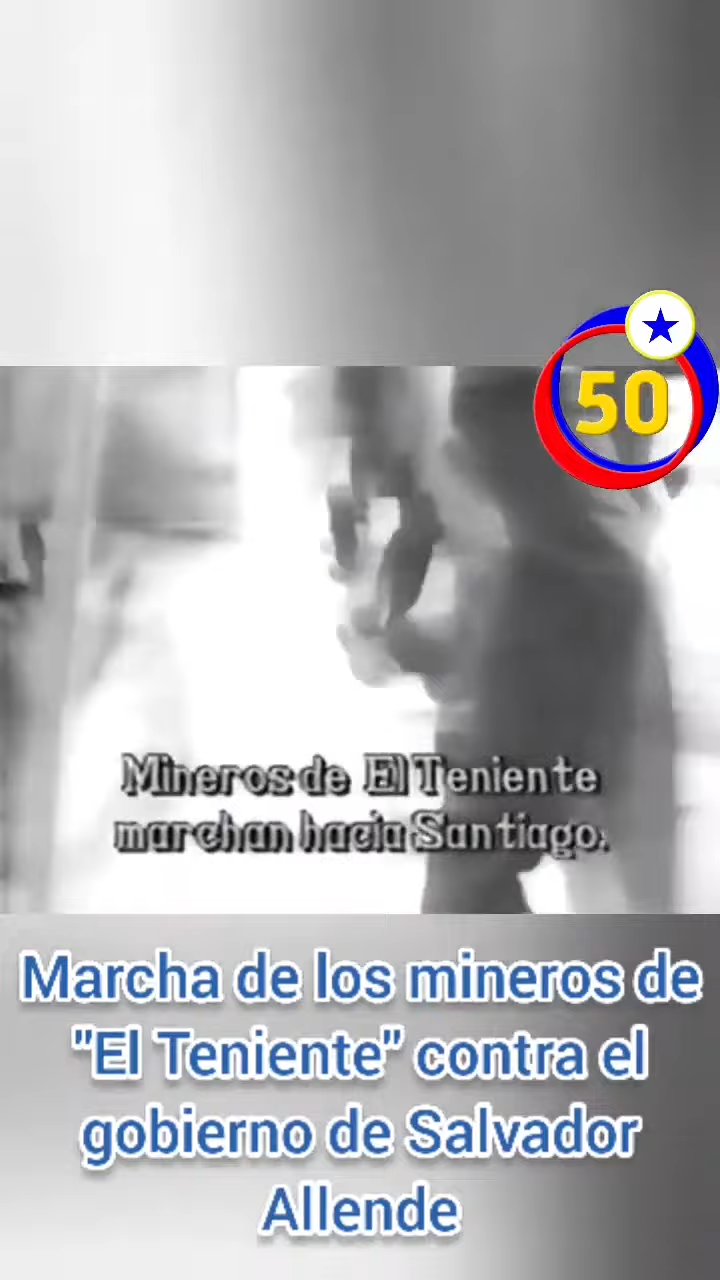 50
Mineros de El Teniente
marchan hacia Santiago.
Marcha de los mineros de
"El Teniente" contra el
gobierno de Salvador
Allende